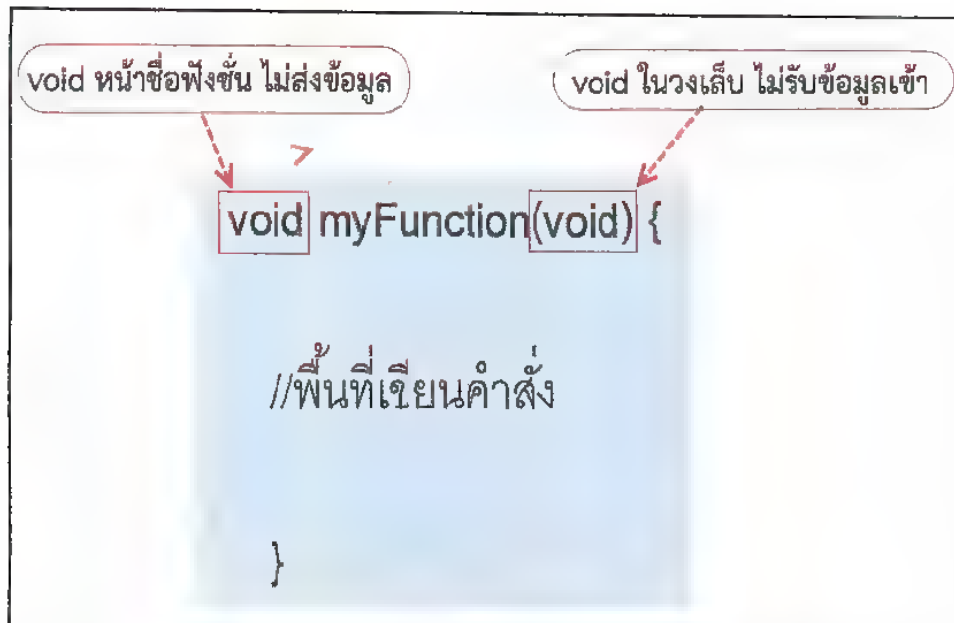 void หน้าชื่อฟังชั่น ไม่ส่งข้อมูล
void ในวงเล็บ ไม่รับข้อมูลเข้า
void myFunction(void) {
//พื้นที่เขียนคำสั่ง
}